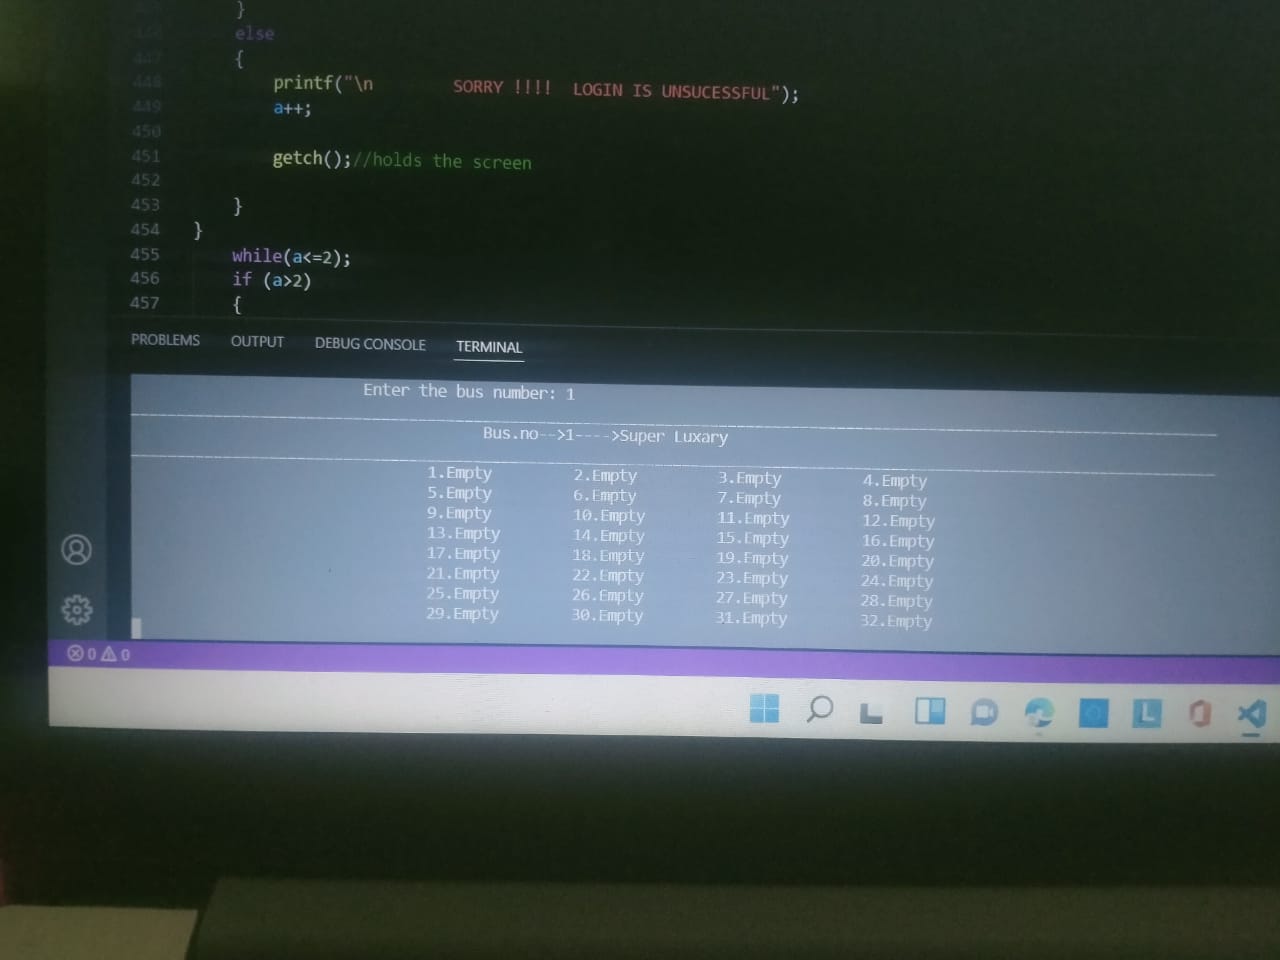 }
446 else
447 {
448 printf("\n SORRY !!!! LOGIN IS UNSUCESSFUL");
449 a++;
450
451 getch();//holds the screen
452
453 }
454 }
455 while(a<=2);
456 if (a>2)
457 {
PROBLEMS OUTPUT DEBUG CONSOLE TERMINAL
Enter the bus number: 1
Bus.no-->1---->Super Luxary
1.Empty 2.Empty 3.Empty 4.Empty
5.Empty 6.Empty 7.Empty 8.Empty
9.Empty 10.Empty 11.Empty 12.Empty
13.Empty 14.Empty 15.Empty 16.Empty
17.Empty 18.Empty 19.Empty 20.Empty
21.Empty 22.Empty 23.Empty 24.Empty
25.Empty 26.Empty 27.Empty 28.Empty
29.Empty 30.Empty 31.Empty 32.Empty
0 0
L